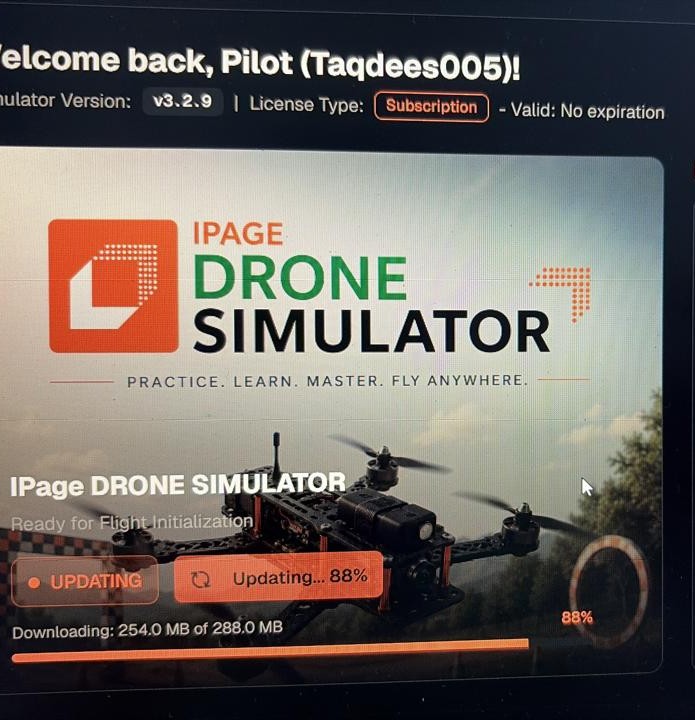 elcome back, Pilot (Taqdees005)!
ulator Version: v3.2.9 | License Type: Subscription - Valid: No expiration
IPAGE
DRONE
SIMULATOR
PRACTICE. LEARN. MASTER. FLY ANYWHERE.
IPage DRONE SIMULATOR
Ready for Flight Initialization
UPDATING Updating... 88%
88%
Downloading: 254.0 MB of 288.0 MB